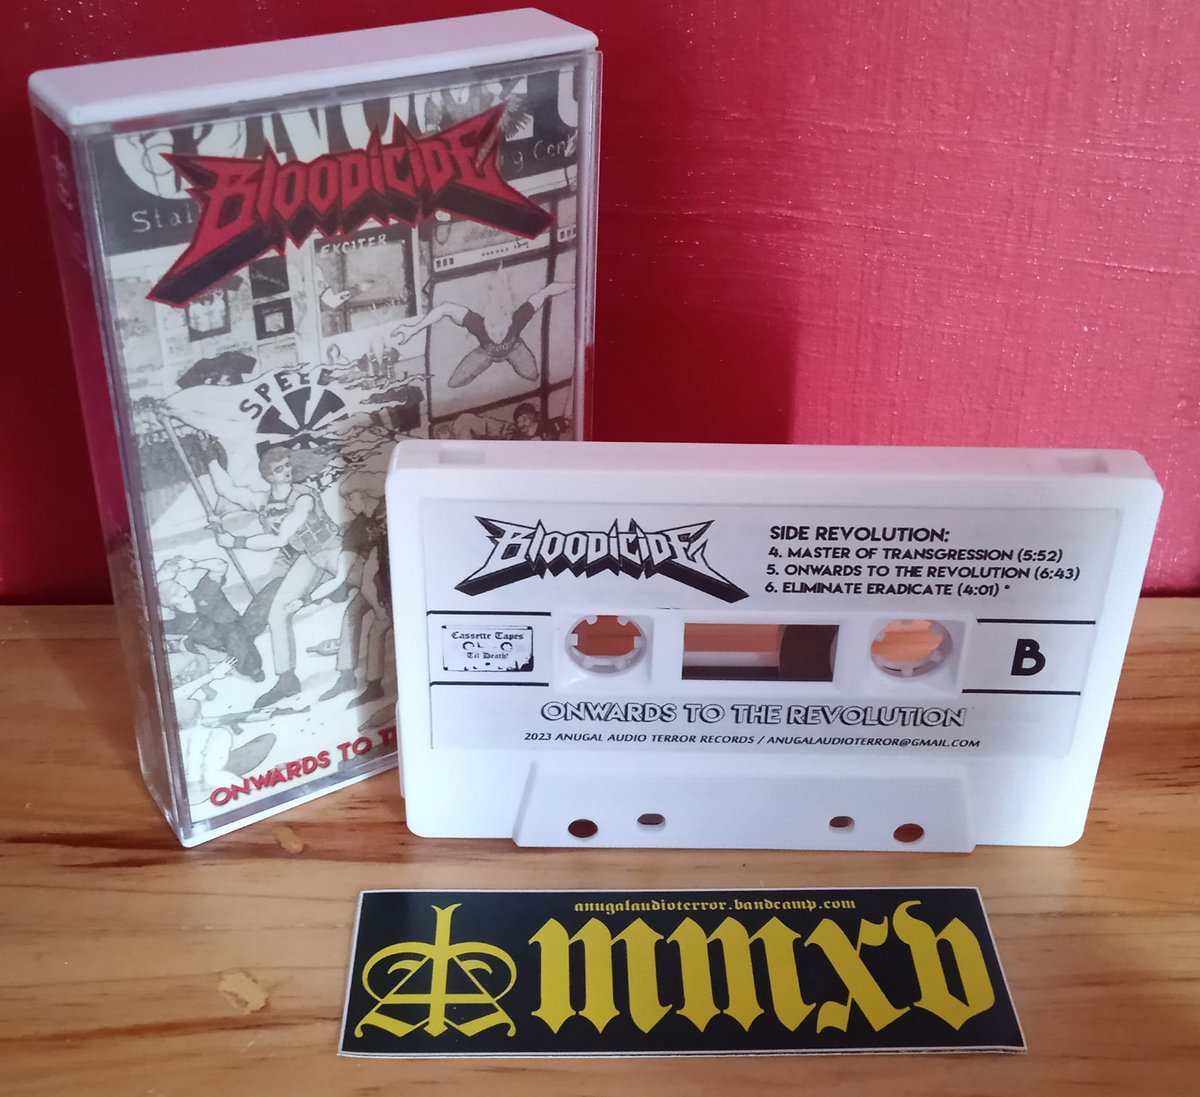 BLOODiCiDE
EXCITER
SPEE
ONWARDS TO
BLOODiCiDE
SIDE REVOLUTION:
4. MASTER OF TRANSGRESSION (5:52)
5. ONWARDS TO THE REVOLUTION (6:43)
6. ELIMINATE ERADICATE (4:01) *
Cassette Tapes
Til Death!
B
ONWARDS TO THE REVOLUTION
2023 ANUGAL AUDIO TERROR RECORDS / ANUGALAUDIOTERROR@GMAIL.COM
anugalaudioterror.bandcamp.com
mmxv